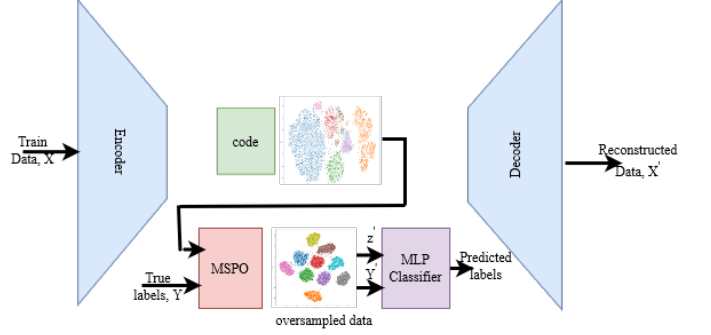 Train
Data, X
Encoder
code
Decoder
Reconstructed
Data, X'
MSPO
True
labels, Y
z'
Y'
MLP
Classifier
Predicted
labels
oversampled data